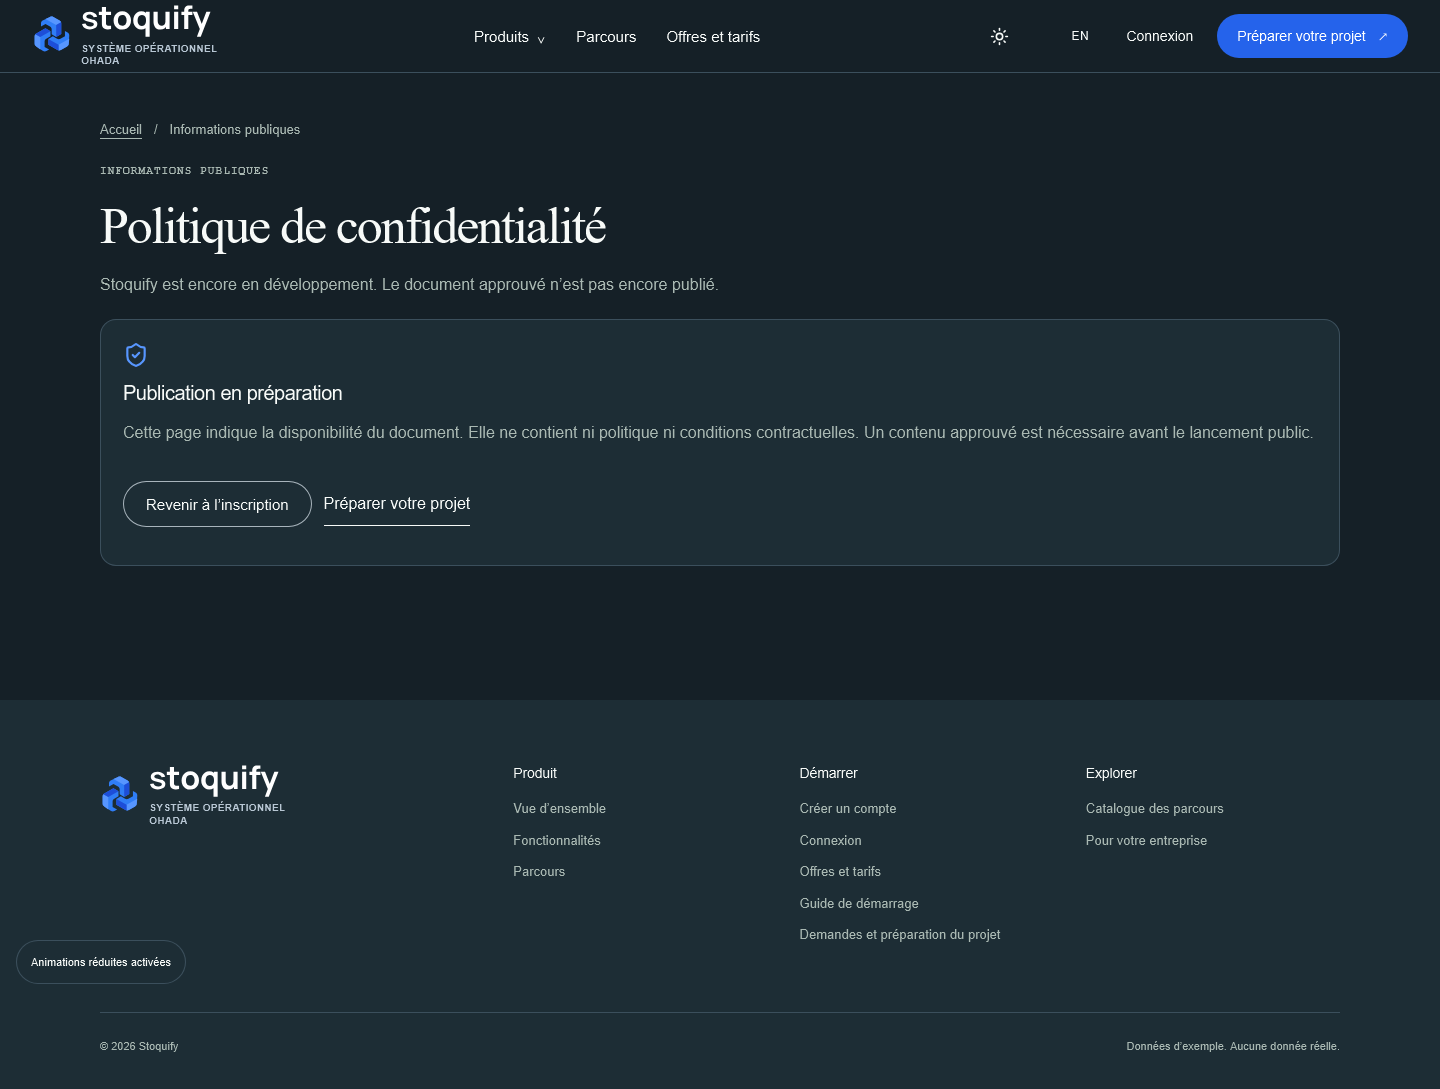 stoquify
SYSTÈME OPÉRATIONNEL
OHADA
Produits
Parcours
Offres et tarifs
EN
Connexion
Préparer votre projet ↗
Accueil / Informations publiques
INFORMATIONS PUBLIQUES
Politique de confidentialité
Stoquify est encore en développement. Le document approuvé n’est pas encore publié.
Publication en préparation
Cette page indique la disponibilité du document. Elle ne contient ni politique ni conditions contractuelles. Un contenu approuvé est nécessaire avant le lancement public.
Revenir à l’inscription
Préparer votre projet
stoquify
SYSTÈME OPÉRATIONNEL
OHADA
Produit
Vue d’ensemble
Fonctionnalités
Parcours
Démarrer
Créer un compte
Connexion
Offres et tarifs
Guide de démarrage
Demandes et préparation du projet
Explorer
Catalogue des parcours
Pour votre entreprise
Animations réduites activées
© 2026 Stoquify
Données d’exemple. Aucune donnée réelle.